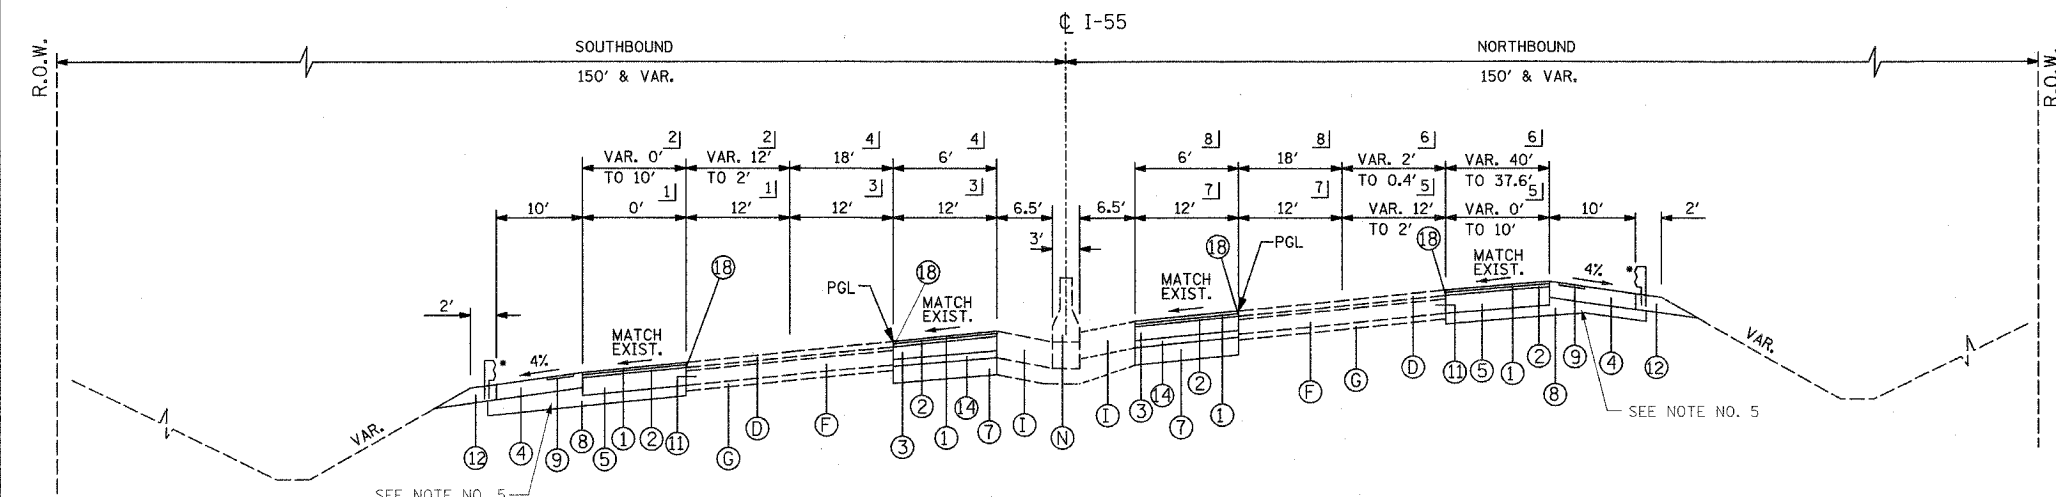 ℄ I-55
R.O.W.
SOUTHBOUND
150' & VAR.
NORTHBOUND
150' & VAR.
R.O.W.
2 2 4 4 8 8 6 6
VAR. 0' TO 10'
VAR. 12' TO 2'
18'
6'
6'
18'
VAR. 2' TO 0.4'
VAR. 40' TO 37.6'
1 1 3 3 7 7 5 5
10'
0'
12'
12'
12'
6.5'
6.5'
12'
12'
VAR. 12' TO 2'
VAR. 0' TO 10'
10'
2'
3'
18
PGL
18
MATCH EXIST.
4%
*
18
PGL
18
MATCH EXIST.
MATCH EXIST.
2'
*
4%
MATCH EXIST.
VAR.
VAR.
12 4 9 8 5 1 2 11 G D F 3 2 1 14 7 I N I 3 14 7 2 1 F G D 11 5 1 2 8 9 4 12
SEE NOTE NO. 5
SEE NOTE NO. 5